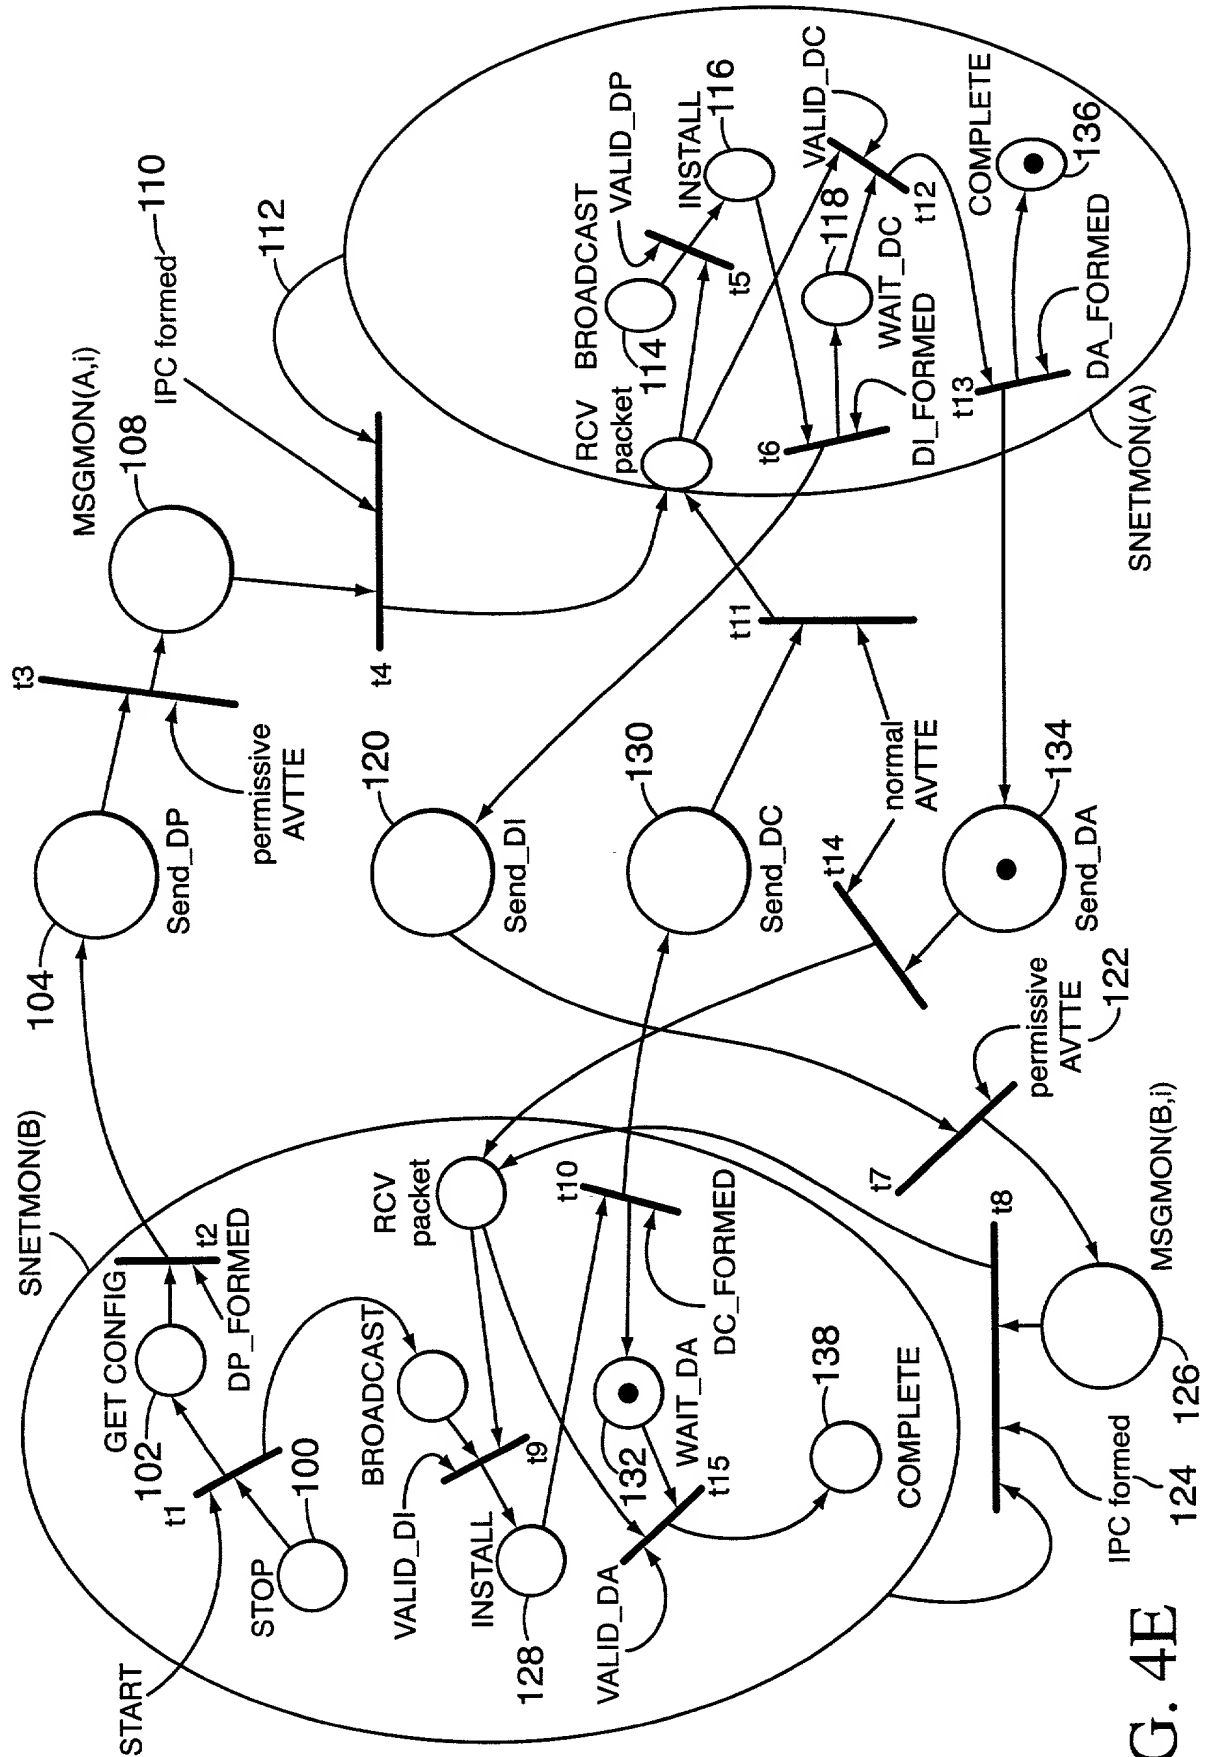 START
SNETMON(B)
STOP
100
t1
GET CONFIG
102
t2
DP_FORMED
BROADCAST
VALID_DI
t9
INSTALL
128
RCV
packet
t10
DC_FORMED
WAIT_DA
132
VALID_DA
t15
138
COMPLETE
104
Send_DP
t3
permissive
AVTTE
MSGMON(A,i)
108
IPC formed
110
112
t4
120
Send_DI
130
Send_DC
t11
normal
AVTTE
t14
134
Send_DA
permissive
AVTTE
122
t7
t8
MSGMON(B,i)
126
IPC formed
124
RCV
packet
BROADCAST
114
VALID_DP
t5
INSTALL
116
t6
DI_FORMED
WAIT_DC
118
VALID_DC
t12
t13
DA_FORMED
COMPLETE
136
SNETMON(A)
G. 4E